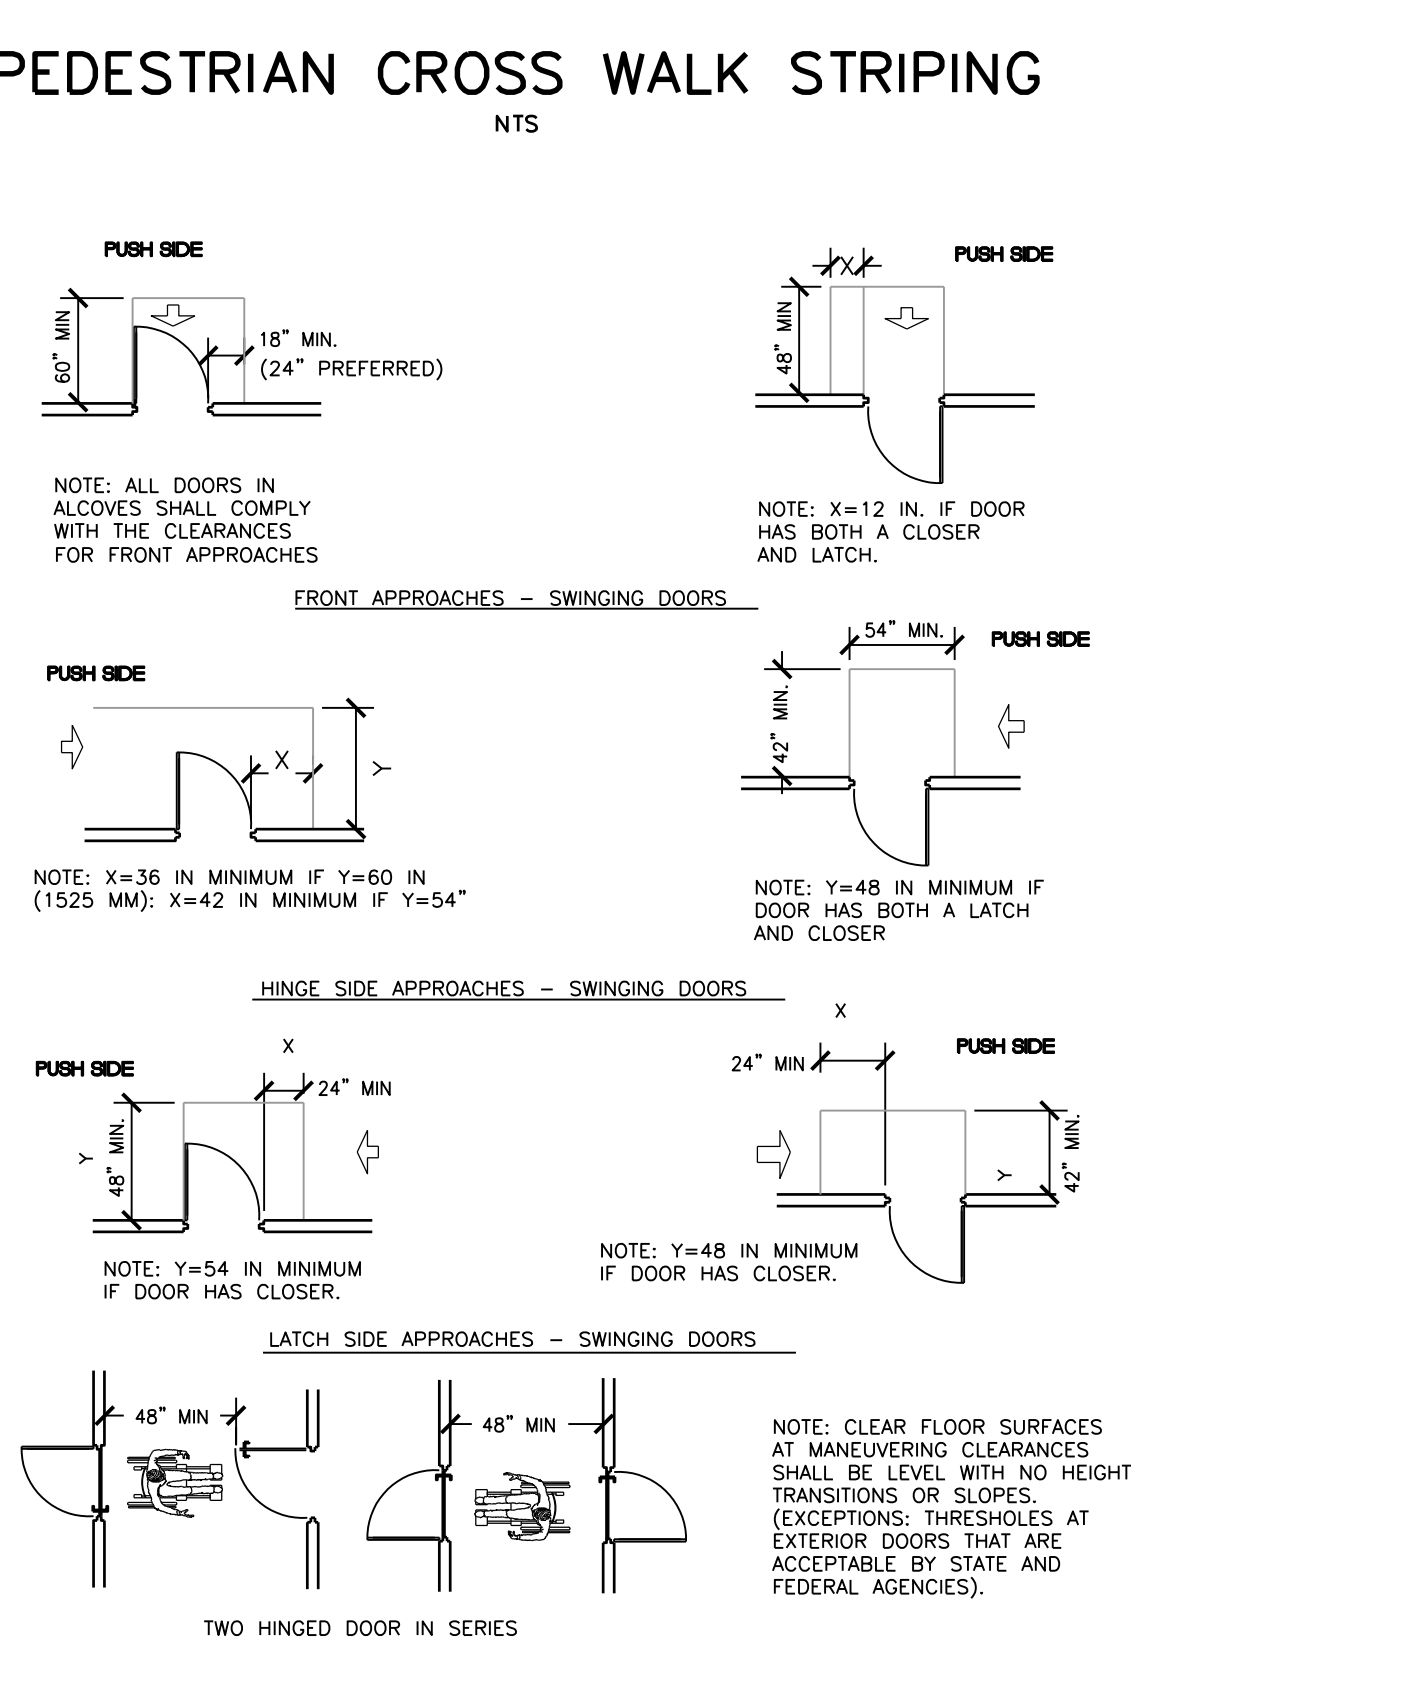 PEDESTRIAN CROSS WALK STRIPING
NTS
PUSH SIDE
60" MIN
18" MIN.
(24" PREFERRED)
NOTE: ALL DOORS IN
ALCOVES SHALL COMPLY
WITH THE CLEARANCES
FOR FRONT APPROACHES
X
PUSH SIDE
48" MIN
NOTE: X=12 IN. IF DOOR
HAS BOTH A CLOSER
AND LATCH.
FRONT APPROACHES - SWINGING DOORS
PUSH SIDE
X
Y
NOTE: X=36 IN MINIMUM IF Y=60 IN
(1525 MM): X=42 IN MINIMUM IF Y=54"
54" MIN.
PUSH SIDE
42" MIN.
NOTE: Y=48 IN MINIMUM IF
DOOR HAS BOTH A LATCH
AND CLOSER
HINGE SIDE APPROACHES - SWINGING DOORS
X
PUSH SIDE
24" MIN
Y
48" MIN.
NOTE: Y=54 IN MINIMUM
IF DOOR HAS CLOSER.
X
PUSH SIDE
24" MIN
Y
42" MIN.
NOTE: Y=48 IN MINIMUM
IF DOOR HAS CLOSER.
LATCH SIDE APPROACHES - SWINGING DOORS
48" MIN
48" MIN
TWO HINGED DOOR IN SERIES
NOTE: CLEAR FLOOR SURFACES
AT MANEUVERING CLEARANCES
SHALL BE LEVEL WITH NO HEIGHT
TRANSITIONS OR SLOPES.
(EXCEPTIONS: THRESHOLES AT
EXTERIOR DOORS THAT ARE
ACCEPTABLE BY STATE AND
FEDERAL AGENCIES).